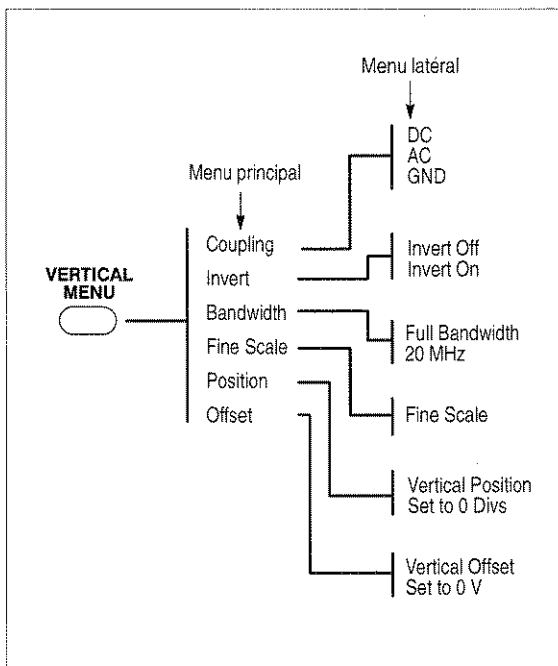 Menu latéral
DC
AC
GND
Menu principal
Coupling
Invert
Bandwidth
Fine Scale
Position
Offset
VERTICAL
MENU
Invert Off
Invert On
Full Bandwidth
20 MHz
Fine Scale
Vertical Position
Set to 0 Divs
Vertical Offset
Set to 0 V